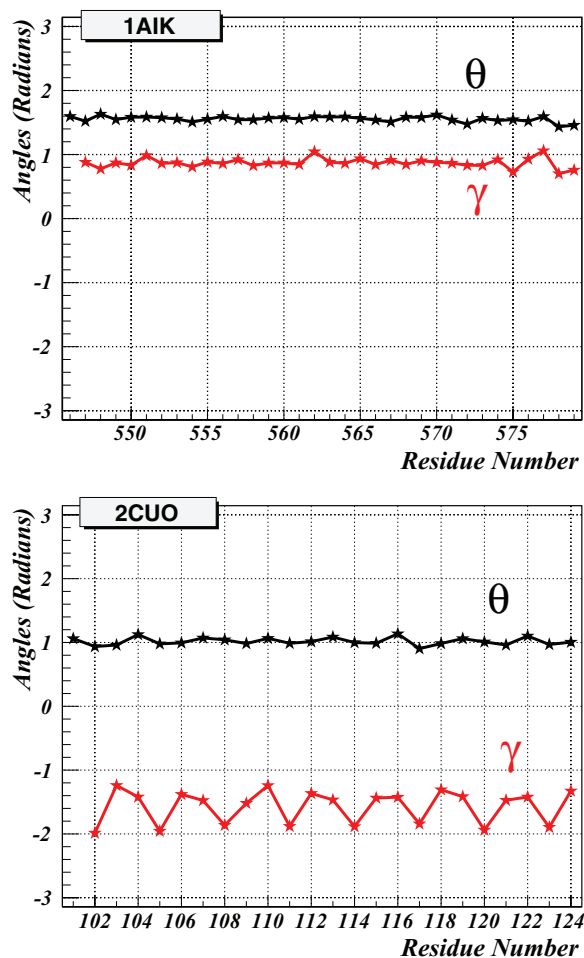 1AIK
Angles (Radians)
3
2
1
0
-1
-2
-3
θ
γ
550 555 560 565 570 575
Residue Number
2CUO
Angles (Radians)
3
2
1
0
-1
-2
-3
θ
γ
102 104 106 108 110 112 114 116 118 120 122 124
Residue Number